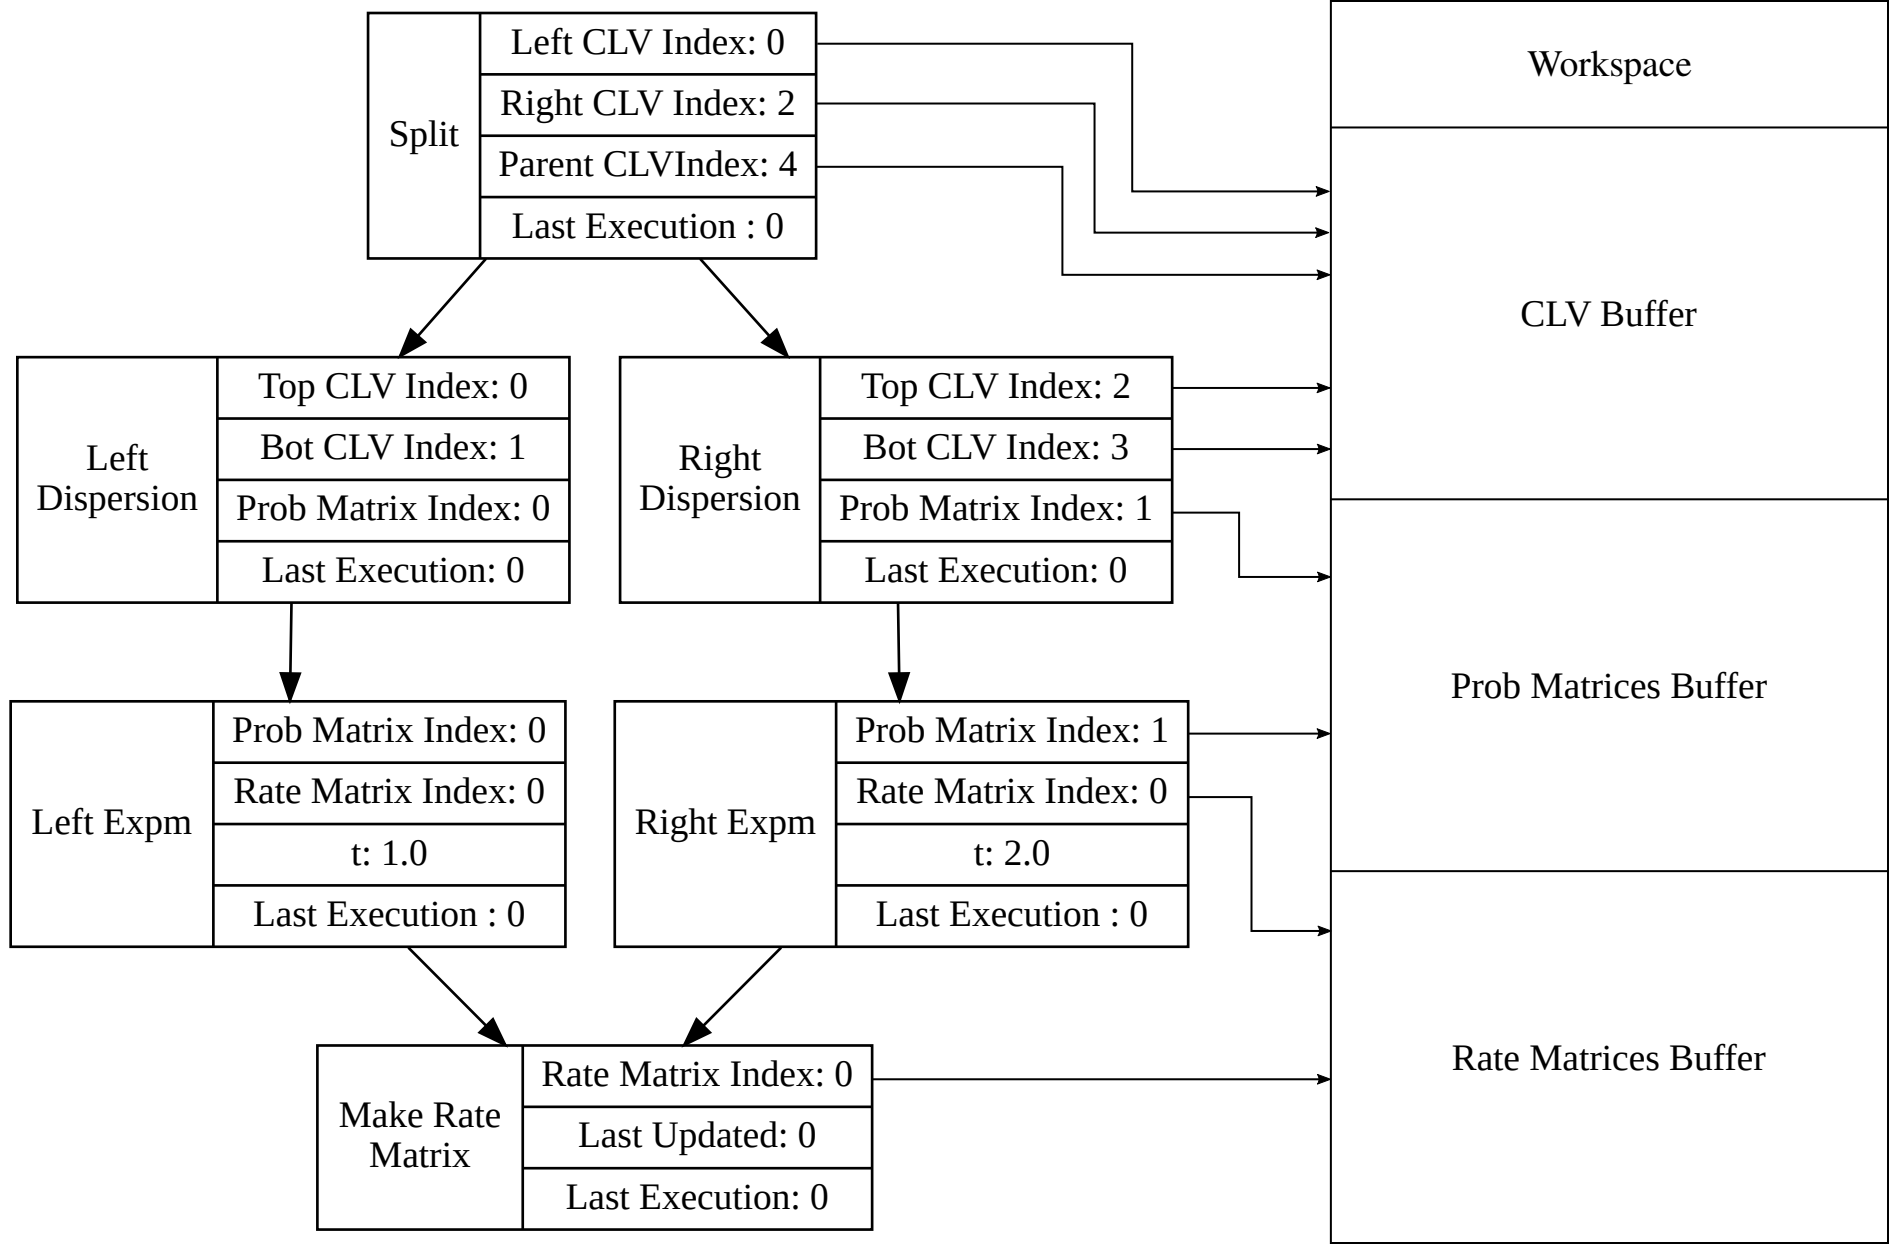 Split
Left CLV Index: 0
Right CLV Index: 2
Parent CLVIndex: 4
Last Execution : 0
Left
Dispersion
Top CLV Index: 0
Bot CLV Index: 1
Prob Matrix Index: 0
Last Execution: 0
Right
Dispersion
Top CLV Index: 2
Bot CLV Index: 3
Prob Matrix Index: 1
Last Execution: 0
Left Expm
Prob Matrix Index: 0
Rate Matrix Index: 0
t: 1.0
Last Execution : 0
Right Expm
Prob Matrix Index: 1
Rate Matrix Index: 0
t: 2.0
Last Execution : 0
Make Rate
Matrix
Rate Matrix Index: 0
Last Updated: 0
Last Execution: 0
Workspace
CLV Buffer
Prob Matrices Buffer
Rate Matrices Buffer